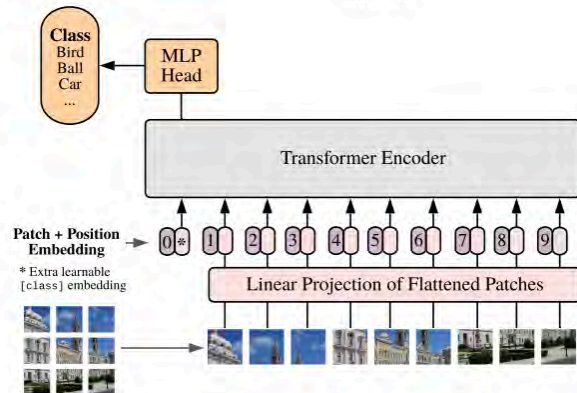 Class
Bird
Ball
Car
...
MLP
Head
Transformer Encoder
Patch + Position
Embedding
0 * 1 2 3 4 5 6 7 8 9
* Extra learnable
[class] embedding
Linear Projection of Flattened Patches